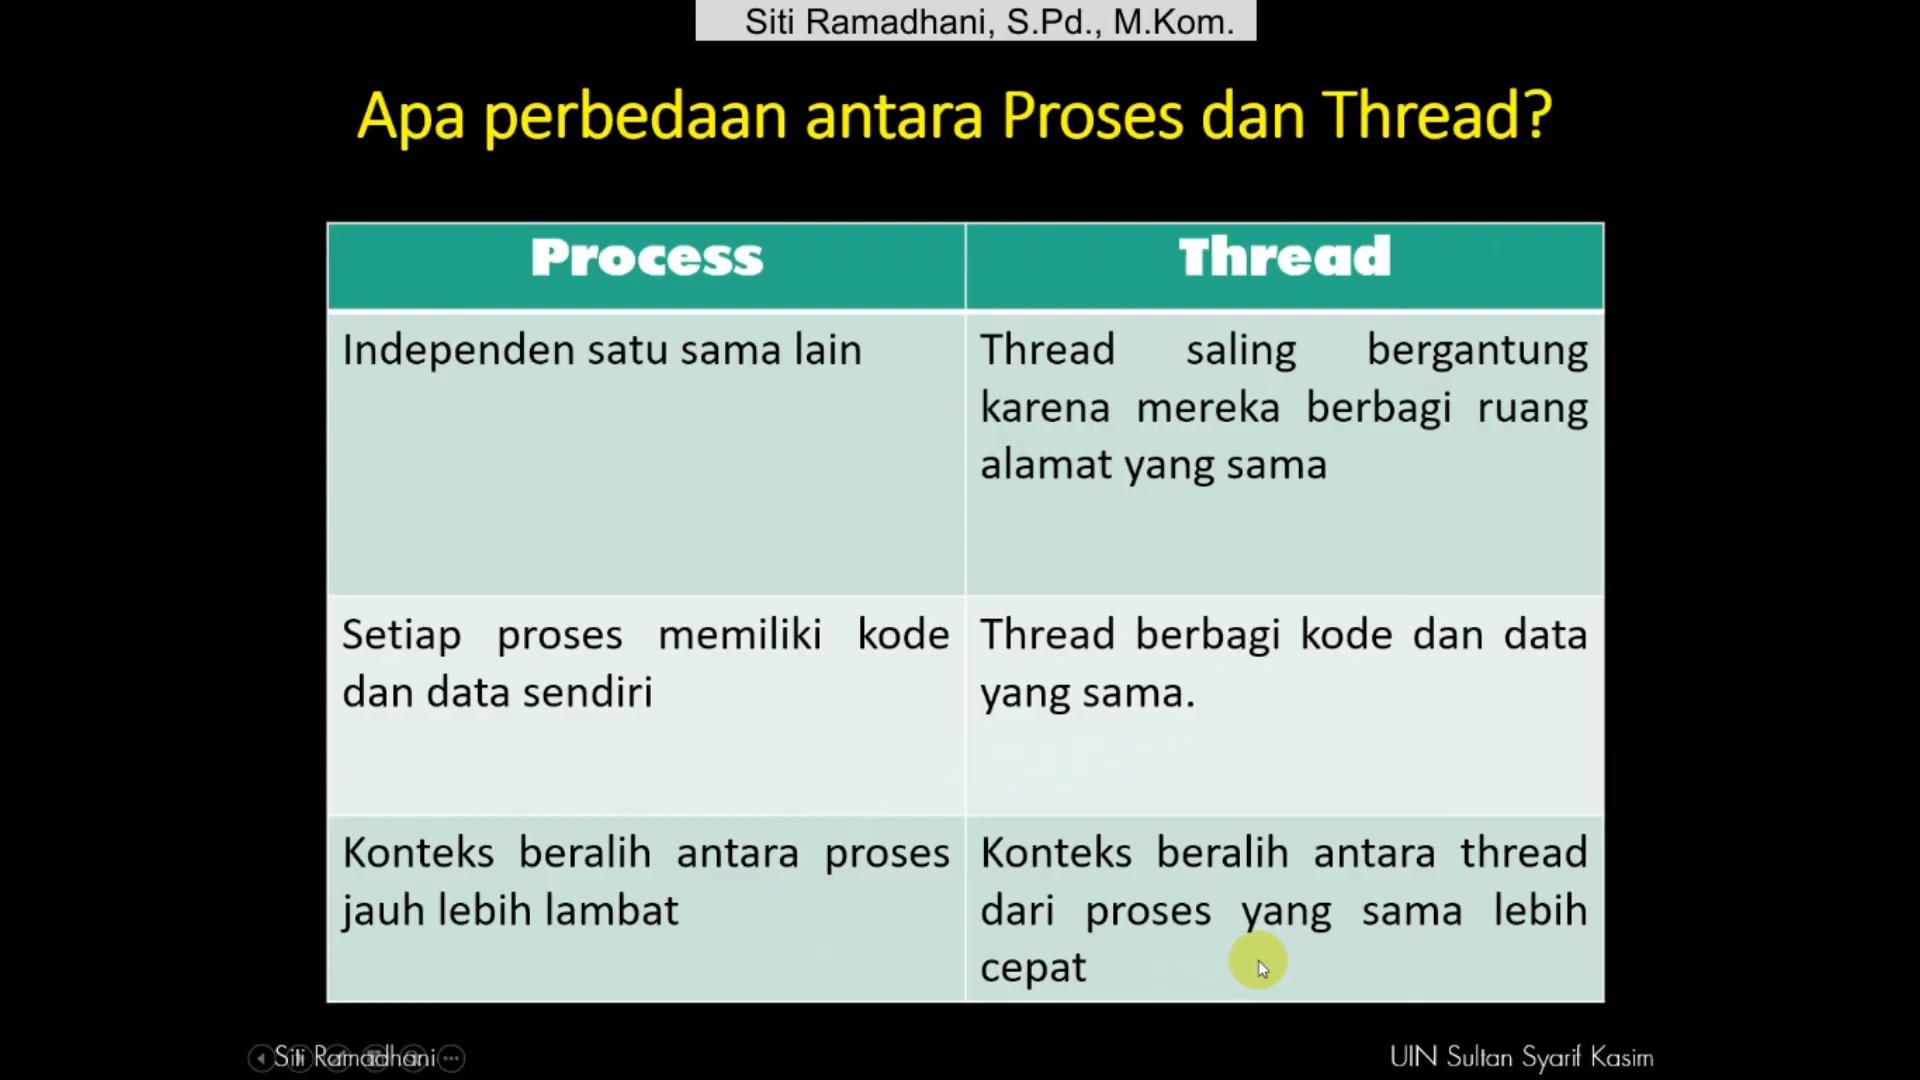 Siti Ramadhani, S.Pd., M.Kom.
Apa perbedaan antara Proses dan Thread?
Process
Thread
Independen satu sama lain
Thread saling bergantung
karena mereka berbagi ruang
alamat yang sama
Setiap proses memiliki kode
dan data sendiri
Thread berbagi kode dan data
yang sama.
Konteks beralih antara proses
jauh lebih lambat
Konteks beralih antara thread
dari proses yang sama lebih
cepat
Siti Ramadhani
UIN Sultan Syarif Kasim